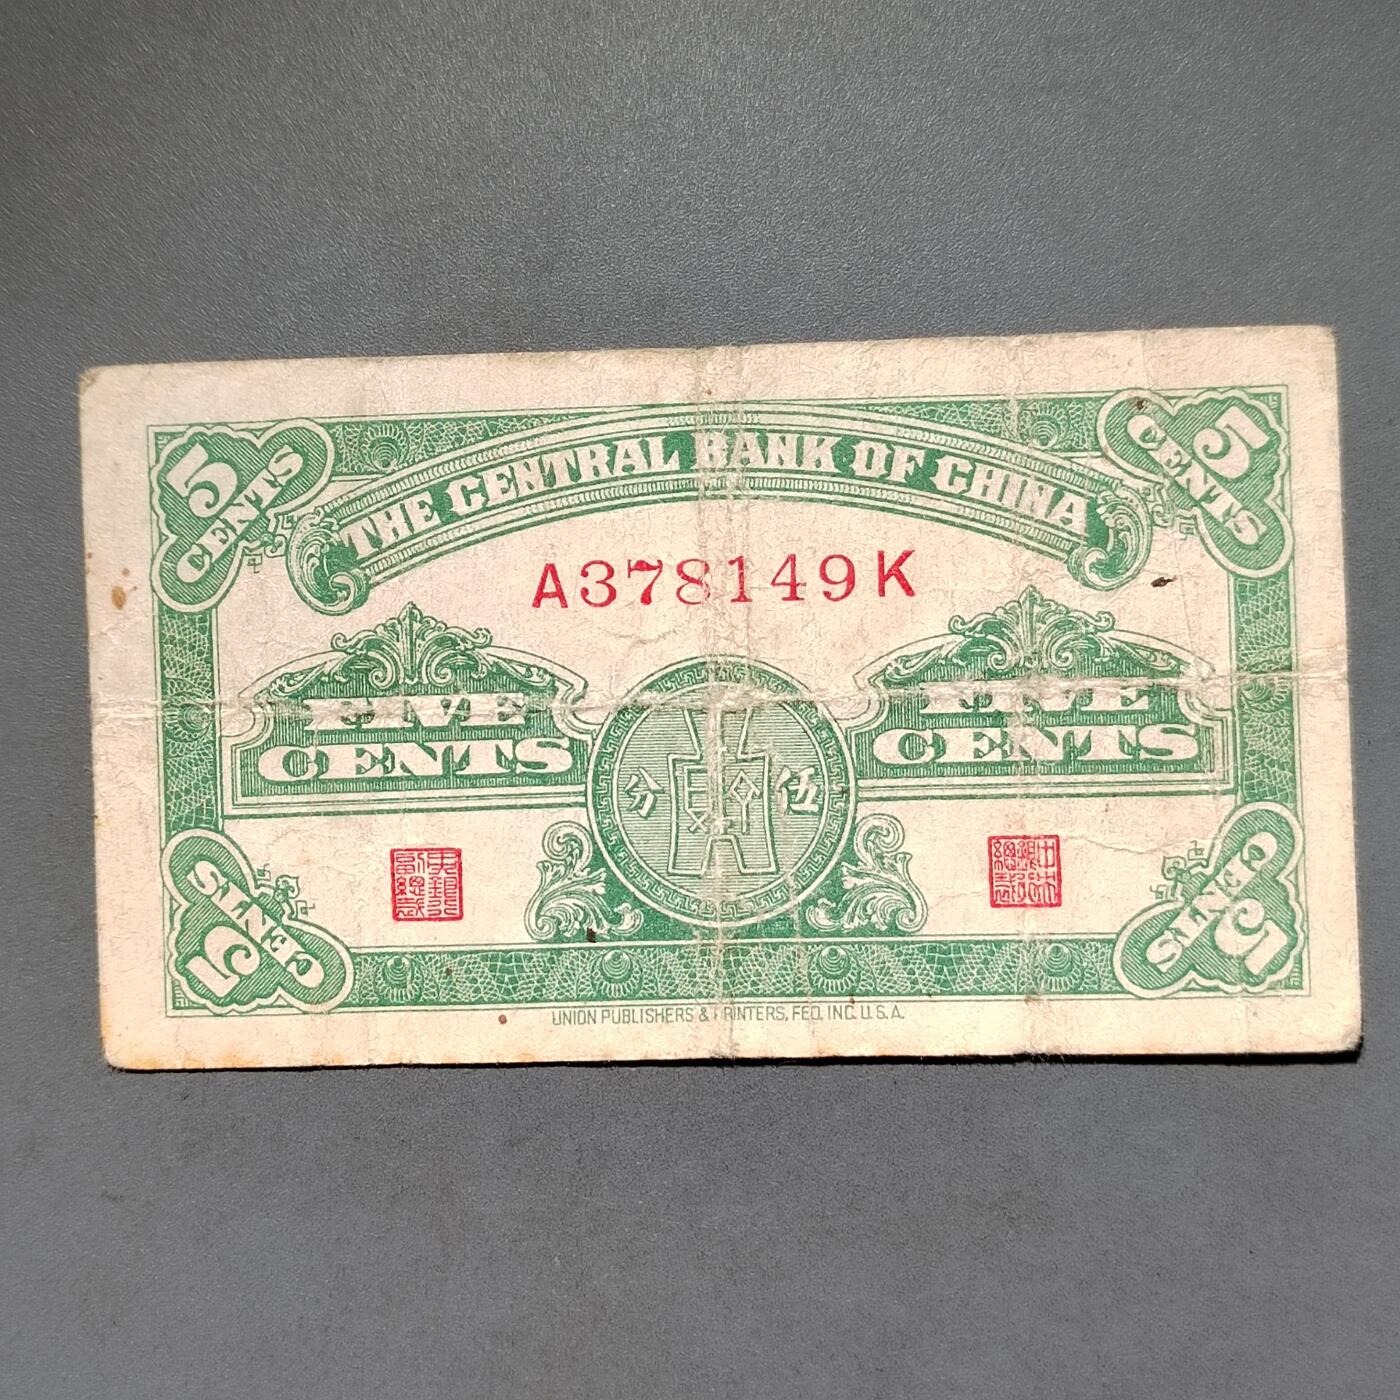 5 CENTS
5 CENTS
THE CENTRAL BANK OF CHINA
A378149K
FIVE CENTS
FIVE CENTS
分 伍
5 CENTS
5 CENTS
UNION PUBLISHERS & PRINTERS, FED. INC. U.S.A.